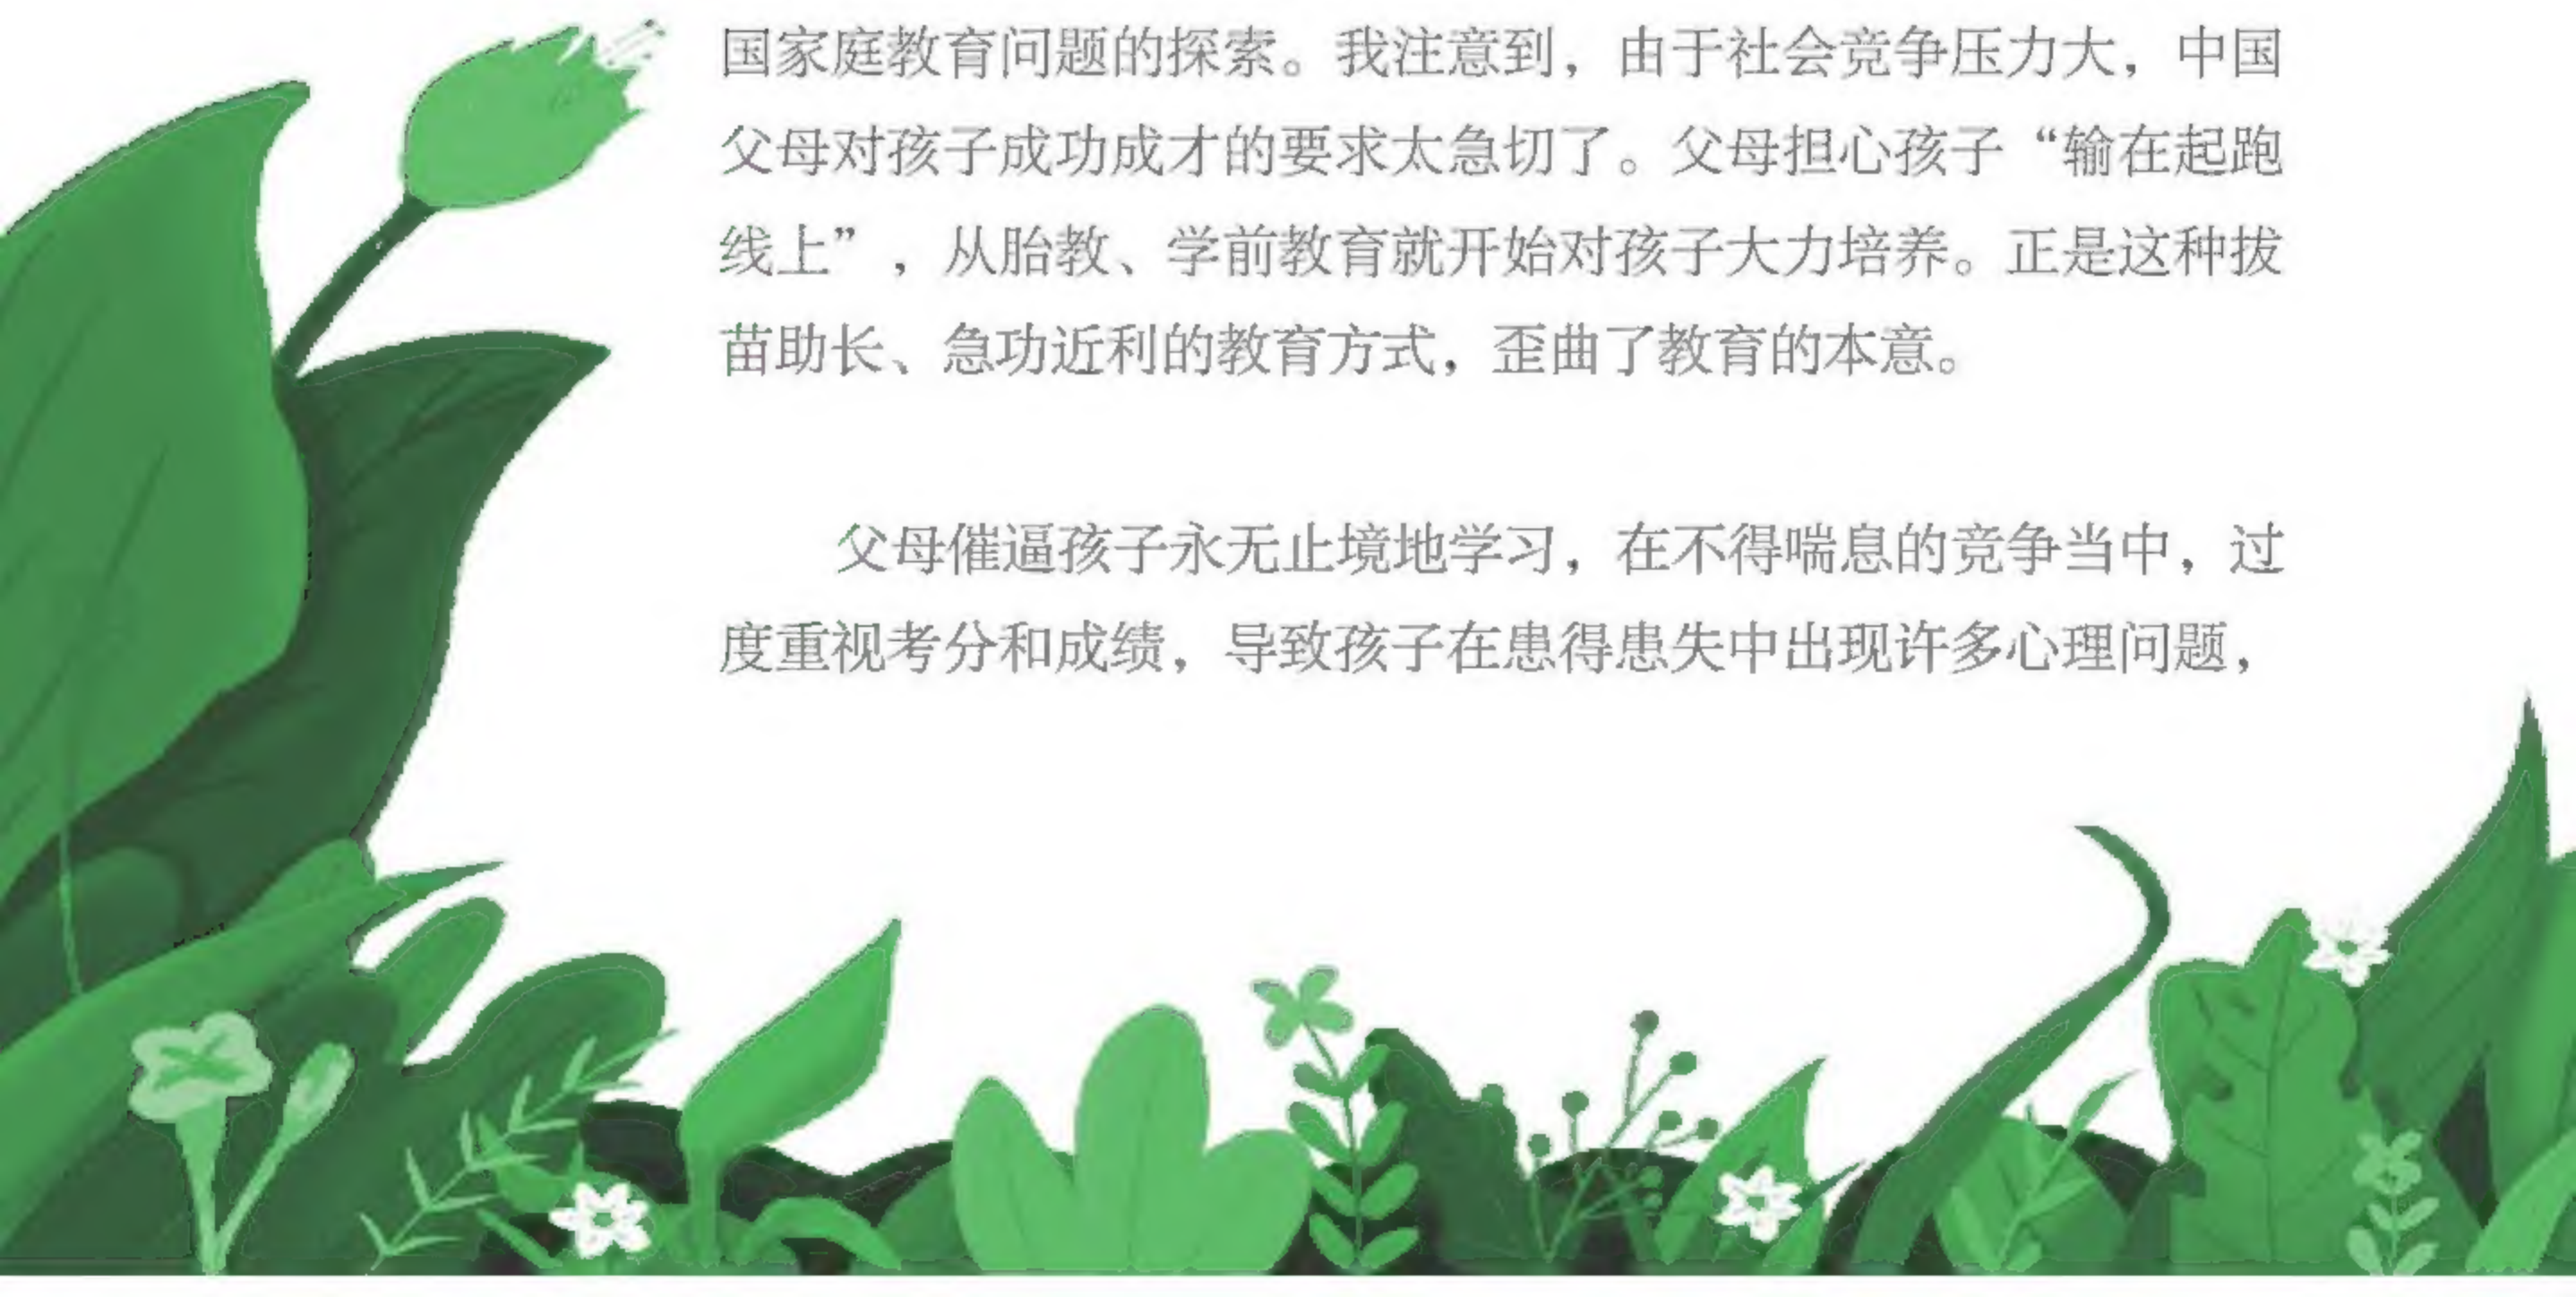 国家庭教育问题的探索。我注意到，由于社会竞争压力大，中国
父母对孩子成功成才的要求太急切了。父母担心孩子“输在起跑
线上”，从胎教、学前教育就开始对孩子大力培养。正是这种拔
苗助长、急功近利的教育方式，歪曲了教育的本意。
父母催逼孩子永无止境地学习，在不得喘息的竞争当中，过
度重视考分和成绩，导致孩子在患得患失中出现许多心理问题，